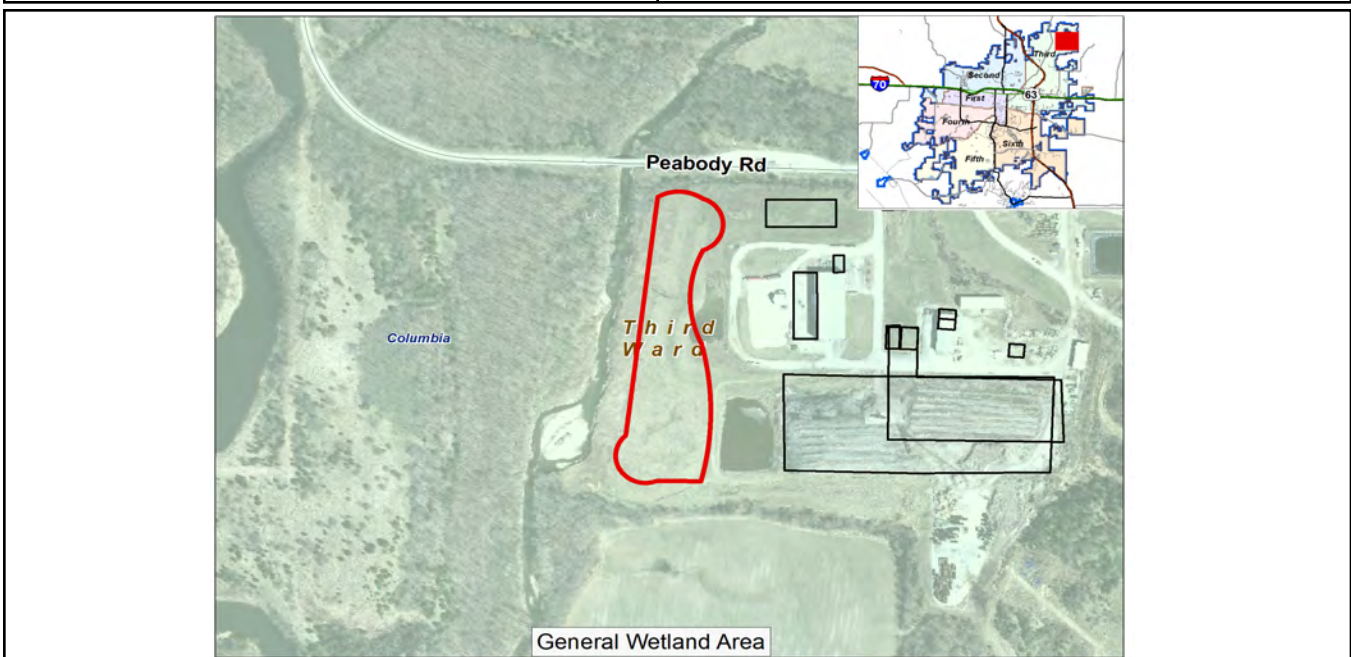 Third
Second
70
63
First
Fourth
Sixth
Fifth
Peabody Rd
Third
Ward
Columbia
General Wetland Area